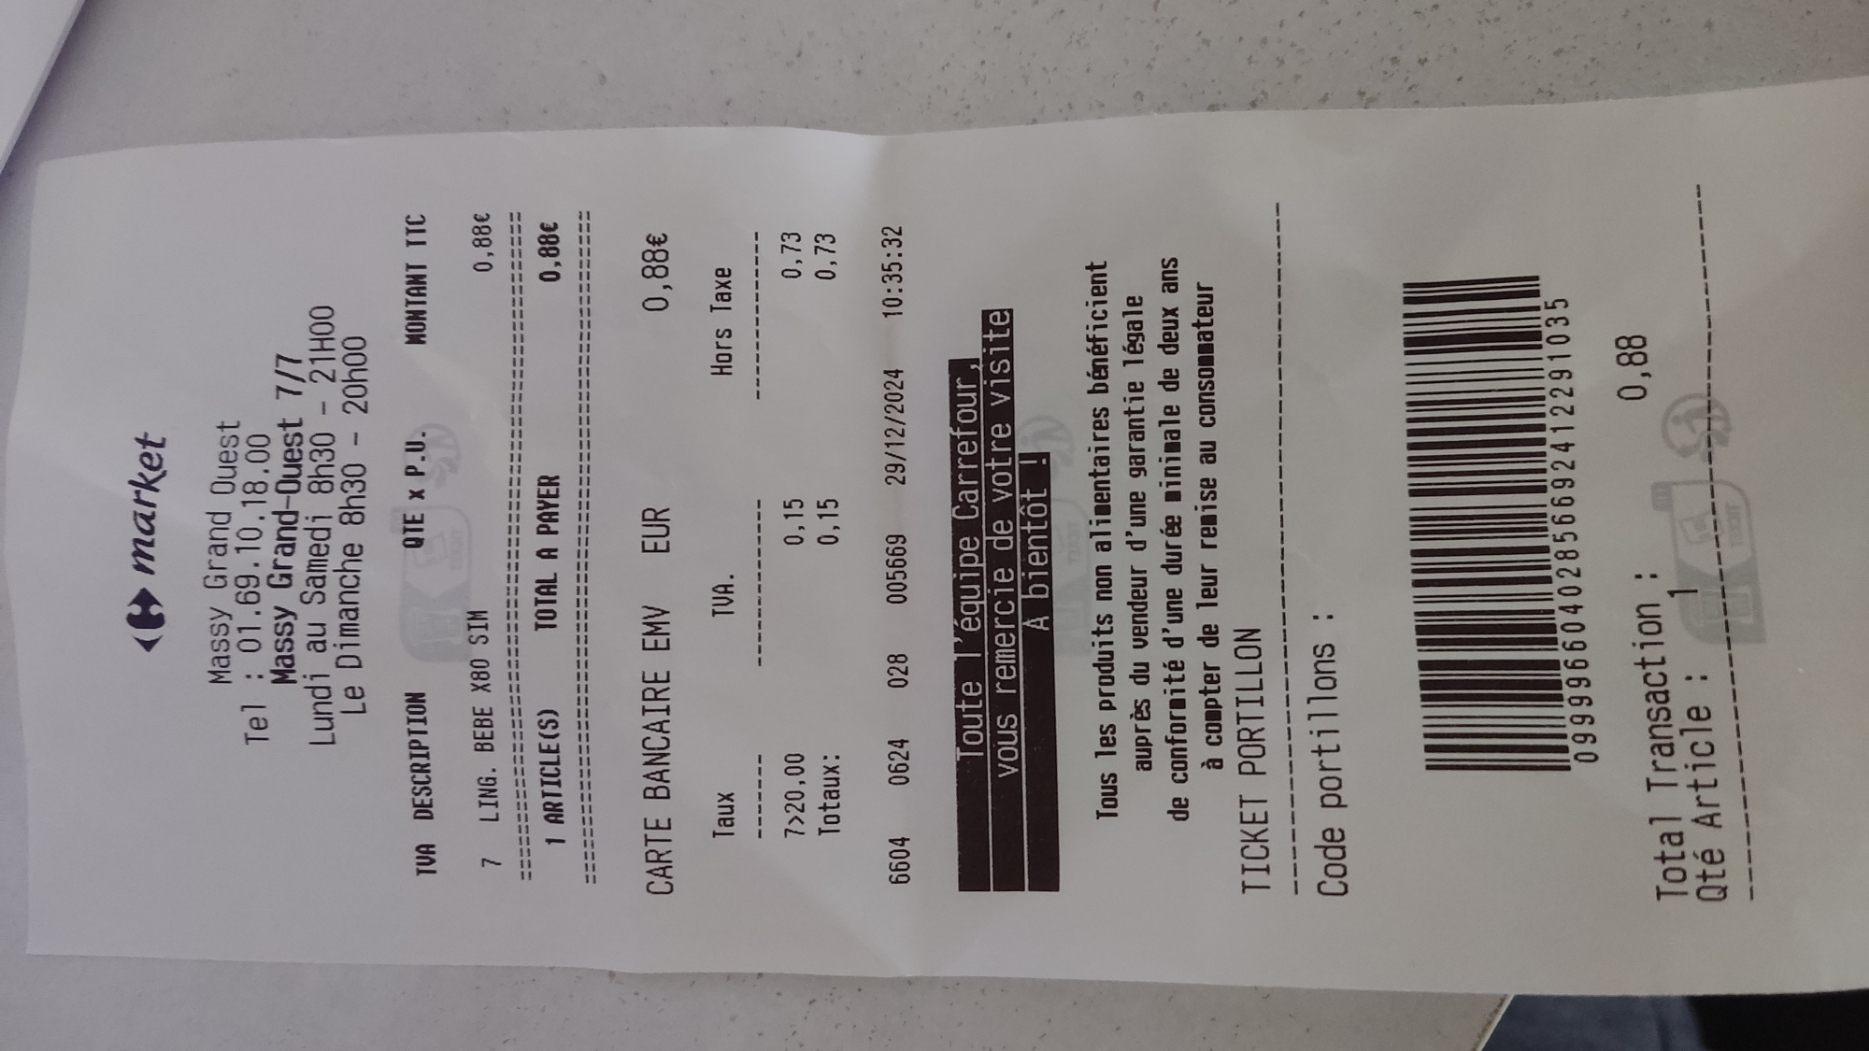 market
Massy Grand Ouest
Tel : 01.69.10.18.00
Massy Grand-Ouest 7/7
Lundi au Samedi 8h30 - 21H00
Le Dimanche 8h30 - 20h00
TVA DESCRIPTION QTE x P.U. MONTANT TTC
7 LING. BEBE X80 SIM 0,88€
==========================================================
1 ARTICLE(S) TOTAL A PAYER 0,88€
==========================================================
CARTE BANCAIRE EMV EUR 0,88€
Taux TVA. Hors Taxe
------- -------------- --------------
7>20,00 0,15 0,73
Totaux: 0,15 0,73
6604 0624 028 005669 29/12/2024 10:35:32
Toute l'équipe Carrefour,
vous remercie de votre visite
A bientôt !
Tous les produits non alimentaires bénéficient
auprès du vendeur d'une garantie légale
de conformité d'une durée minimale de deux ans
à compter de leur remise au consommateur
TICKET PORTILLON
------------------------------------------
Code portillons :
09999660402856692412291035
Total Transaction : 0,88
Qté Article : 1
------------------------------------------